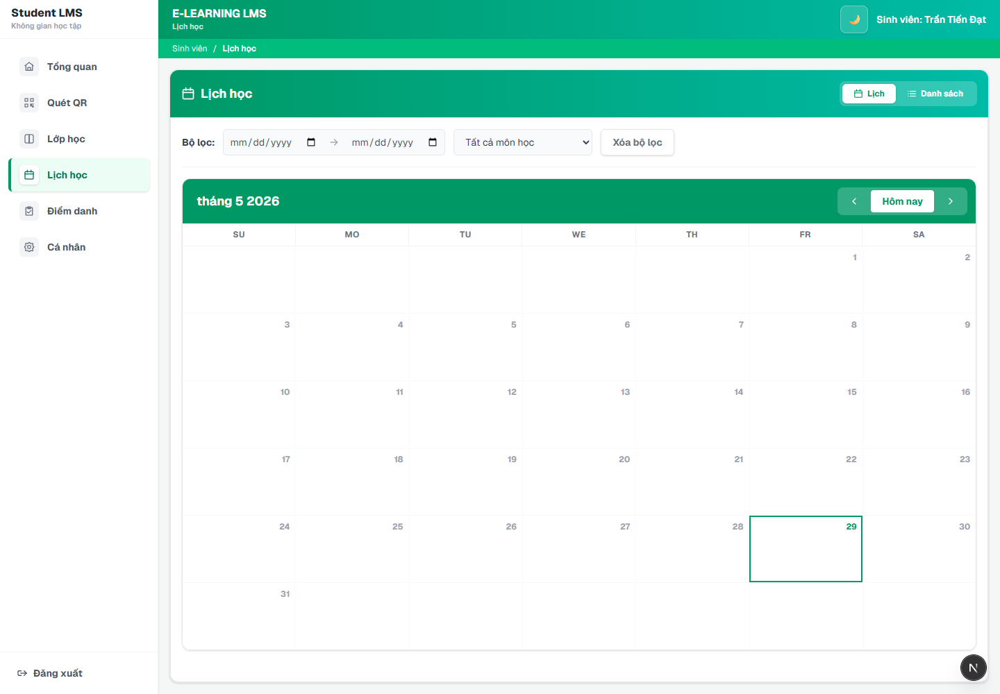 Student LMS
Không gian học tập
Tổng quan
Quét QR
Lớp học
Lịch học
Điểm danh
Cá nhân
Đăng xuất
E-LEARNING LMS
Lịch học
Sinh viên: Trần Tiến Đạt
Sinh viên / Lịch học
Lịch học
Lịch
Danh sách
Bộ lọc: mm/dd/yyyy → mm/dd/yyyy Tất cả môn học Xóa bộ lọc
tháng 5 2026
Hôm nay
SU MO TU WE TH FR SA
1 2
3 4 5 6 7 8 9
10 11 12 13 14 15 16
17 18 19 20 21 22 23
24 25 26 27 28 29 30
31
N